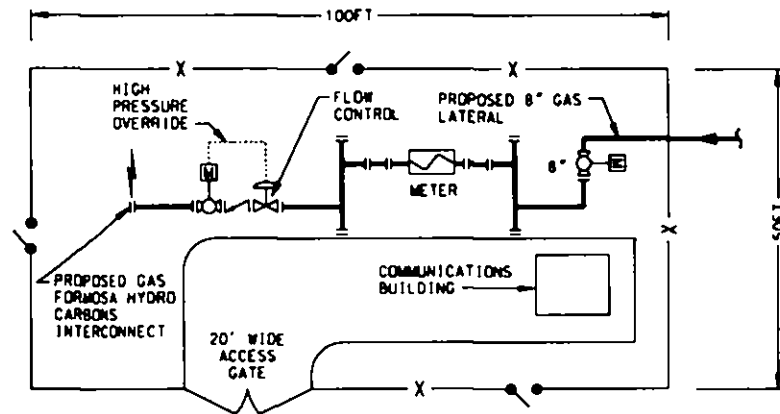 100FT
X
X
HIGH
PRESSURE
OVERRIDE
FLOW
CONTROL
PROPOSED 8" GAS
LATERAL
M
METER
8"
M
50FT
X
PROPOSED GAS
FORMOSA HYDRO
CARBONS
INTERCONNECT
COMMUNICATIONS
BUILDING
20' WIDE
ACCESS
GATE
X